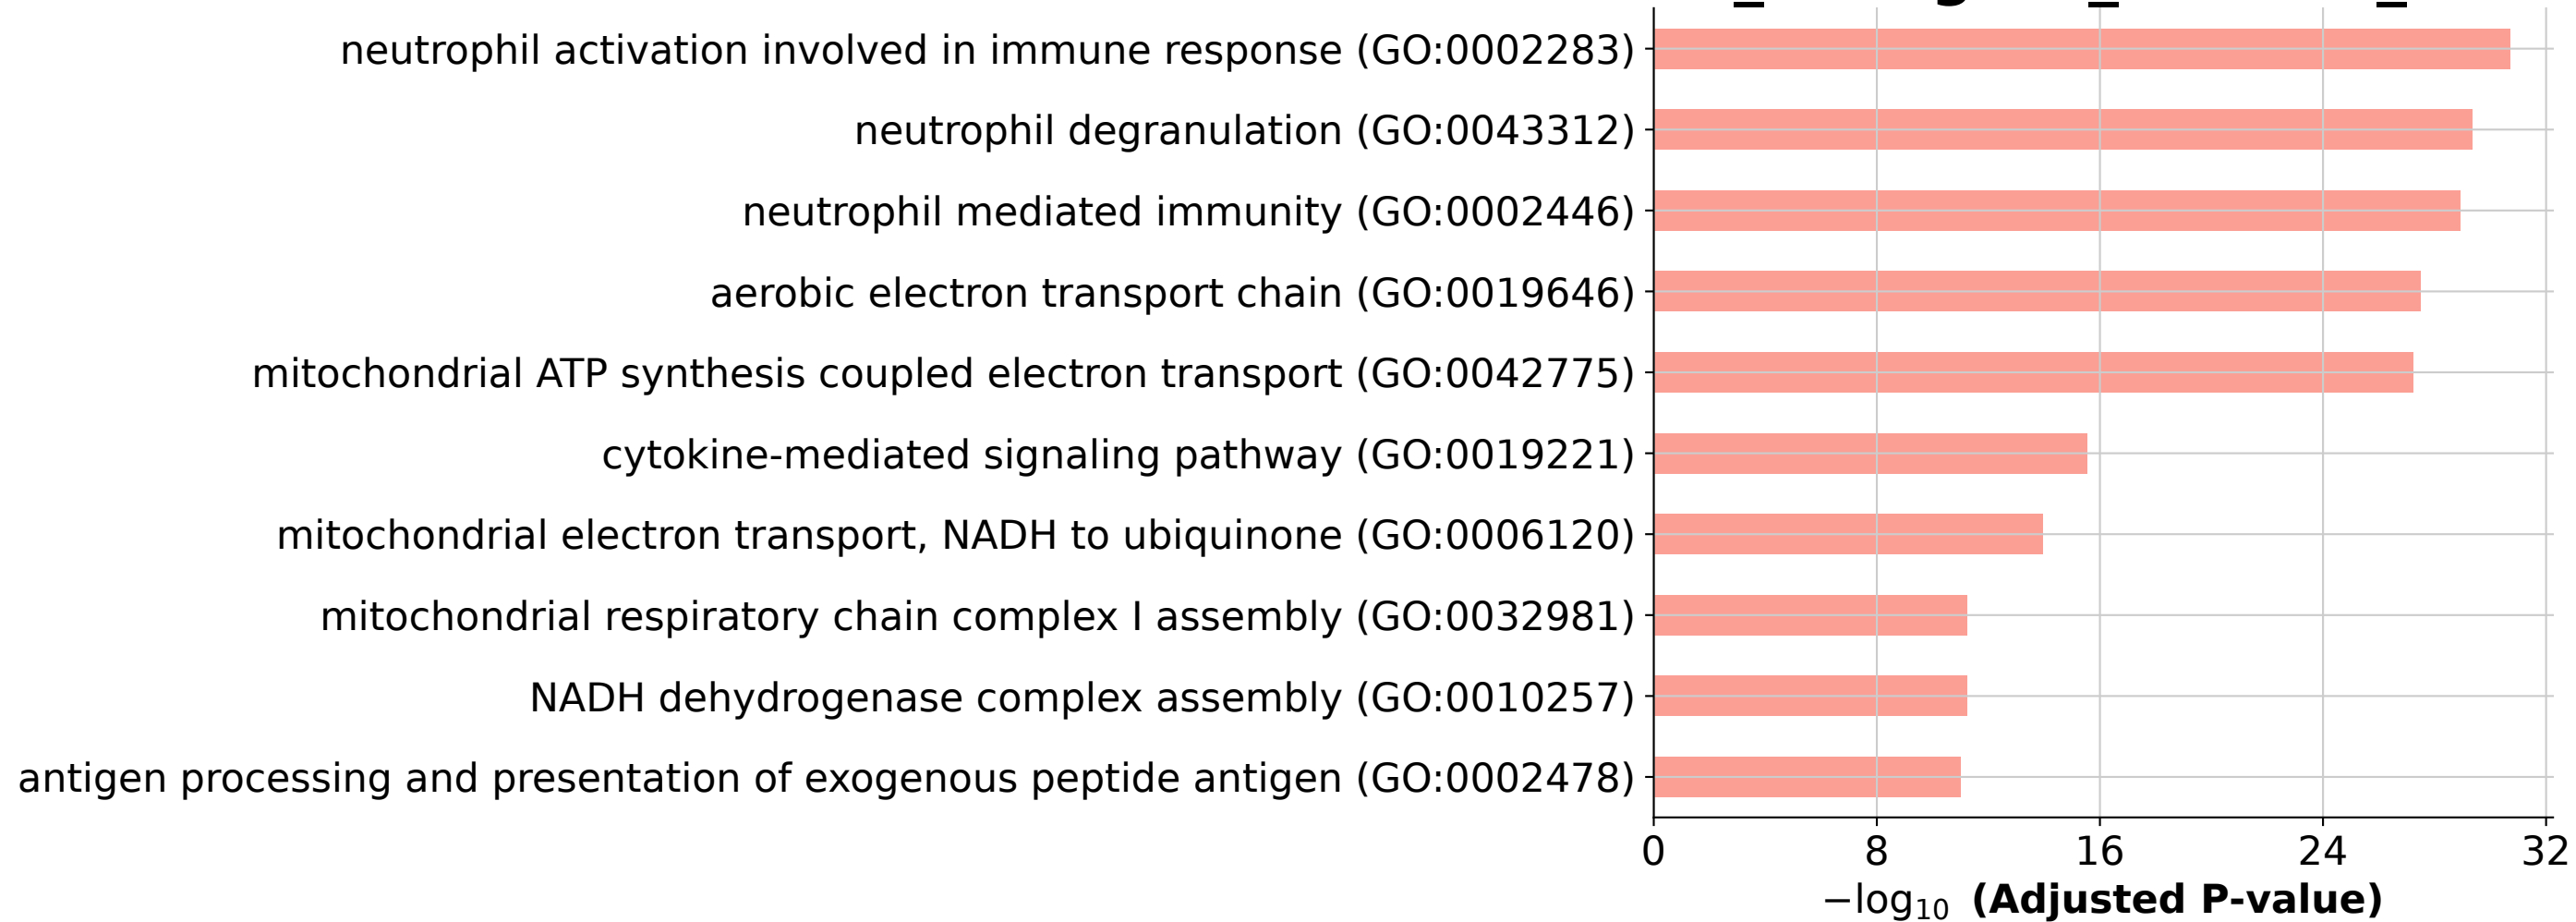 neutrophil activation involved in immune response (GO:0002283)
neutrophil degranulation (GO:0043312)
neutrophil mediated immunity (GO:0002446)
aerobic electron transport chain (GO:0019646)
mitochondrial ATP synthesis coupled electron transport (GO:0042775)
cytokine-mediated signaling pathway (GO:0019221)
mitochondrial electron transport, NADH to ubiquinone (GO:0006120)
mitochondrial respiratory chain complex I assembly (GO:0032981)
NADH dehydrogenase complex assembly (GO:0010257)
antigen processing and presentation of exogenous peptide antigen (GO:0002478)
0 8 16 24 32
−log₁₀ (Adjusted P-value)